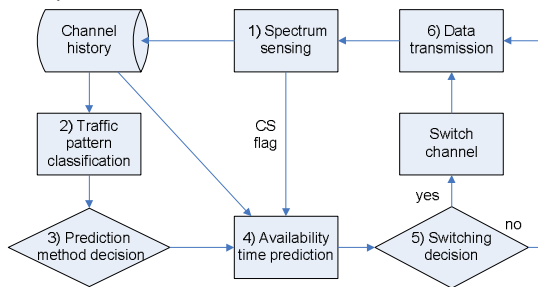 Channel
history
1) Spectrum
sensing
6) Data
transmission
2) Traffic
pattern
classification
CS
flag
Switch
channel
yes
3) Prediction
method decision
4) Availability
time prediction
5) Switching
decision
no